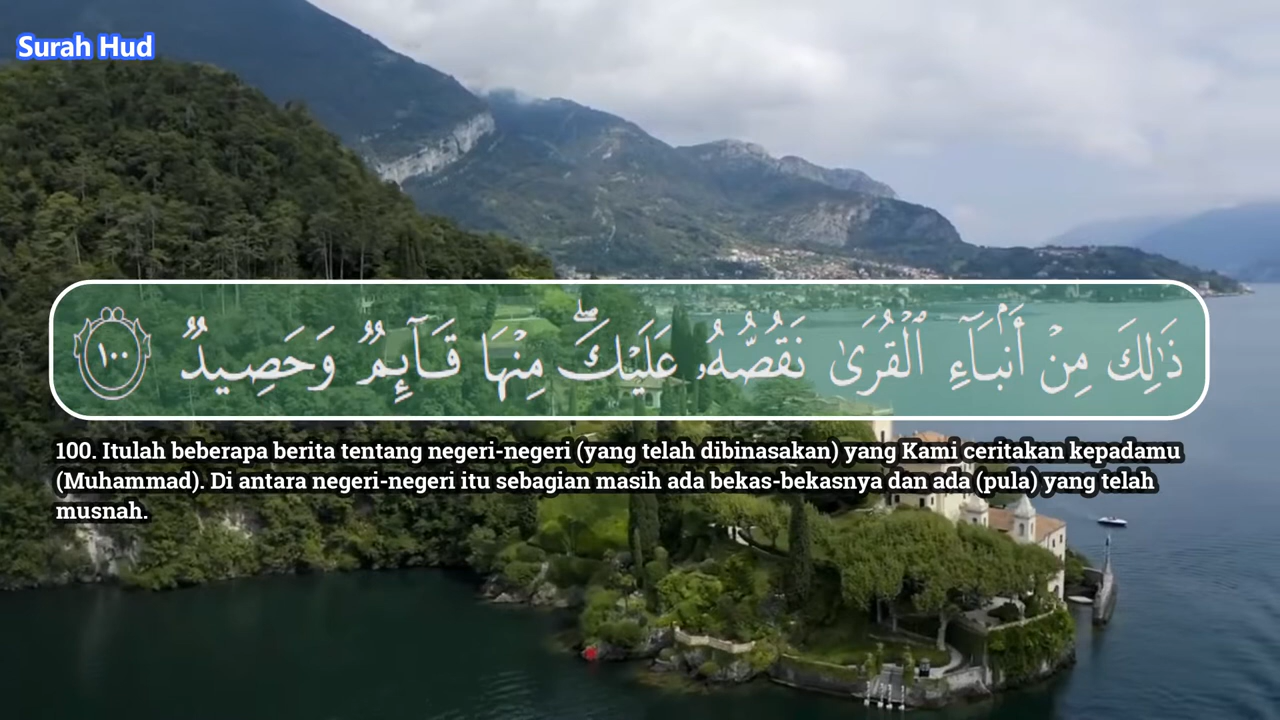 Surah Hud
ذَٰلِكَ مِنْ أَنۢبَآءِ ٱلْقُرَىٰ نَقُصُّهُۥ عَلَيْكَ ۖ مِنْهَا قَآئِمٌ وَحَصِيدٌ ١٠٠
100. Itulah beberapa berita tentang negeri-negeri (yang telah dibinasakan) yang Kami ceritakan kepadamu
(Muhammad). Di antara negeri-negeri itu sebagian masih ada bekas-bekasnya dan ada (pula) yang telah
musnah.